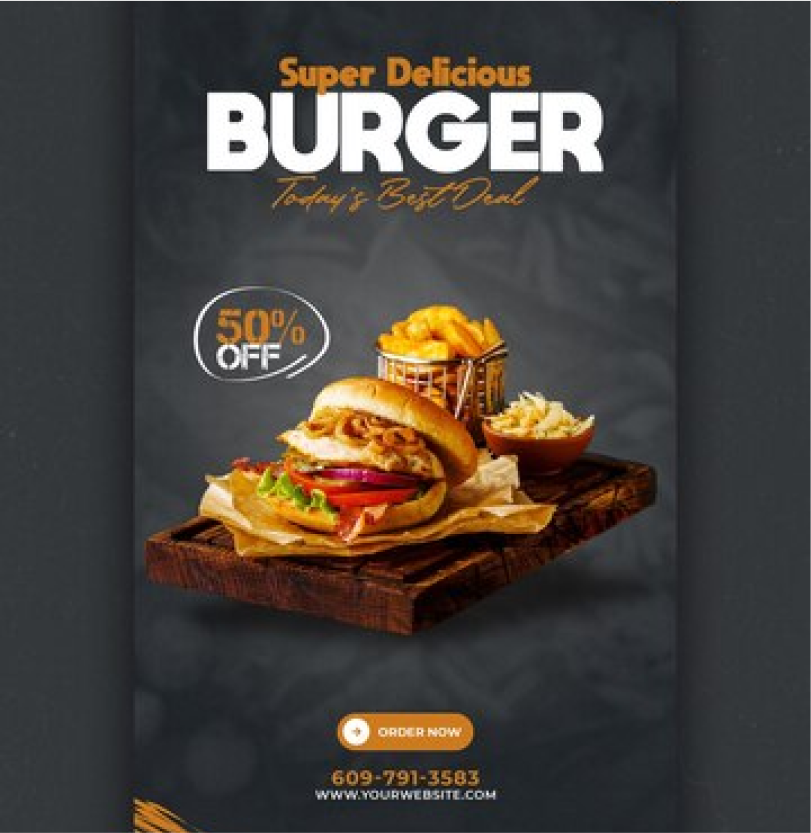 Super Delicious
BURGER
Today's Best Deal
50%
OFF
ORDER NOW
609-791-3583
WWW.YOURWEBSITE.COM